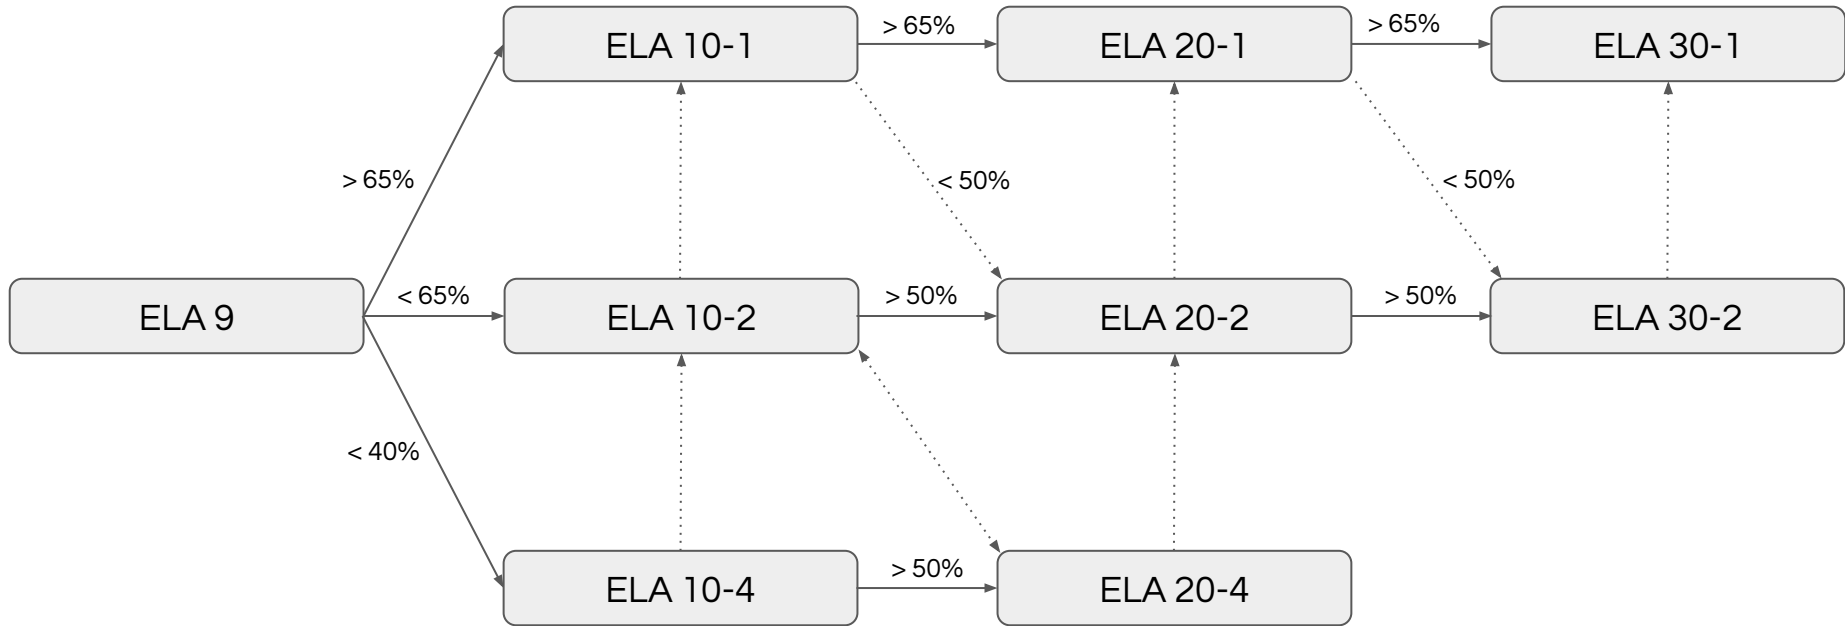 ELA 10-1
> 65%
ELA 20-1
> 65%
ELA 30-1
> 65%
< 50%
< 50%
ELA 9
< 65%
ELA 10-2
> 50%
ELA 20-2
> 50%
ELA 30-2
< 40%
ELA 10-4
> 50%
ELA 20-4